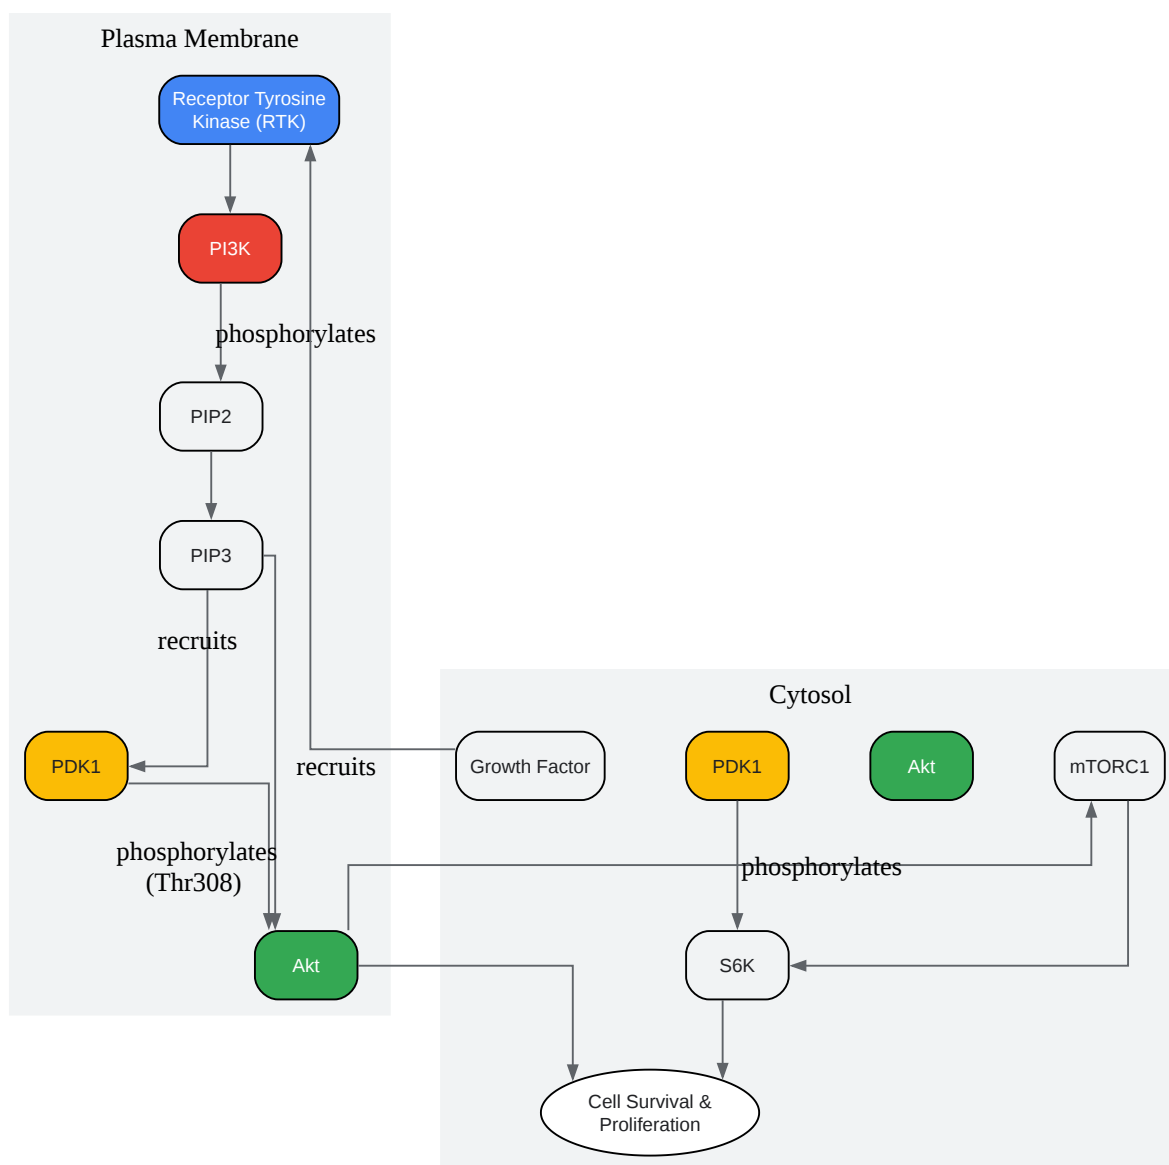 Plasma Membrane
Receptor Tyrosine
Kinase (RTK)
PI3K
phosphorylates
PIP2
PIP3
recruits
Cytosol
PDK1
recruits
Growth Factor
PDK1
Akt
mTORC1
phosphorylates
(Thr308)
phosphorylates
Akt
S6K
Cell Survival &
Proliferation